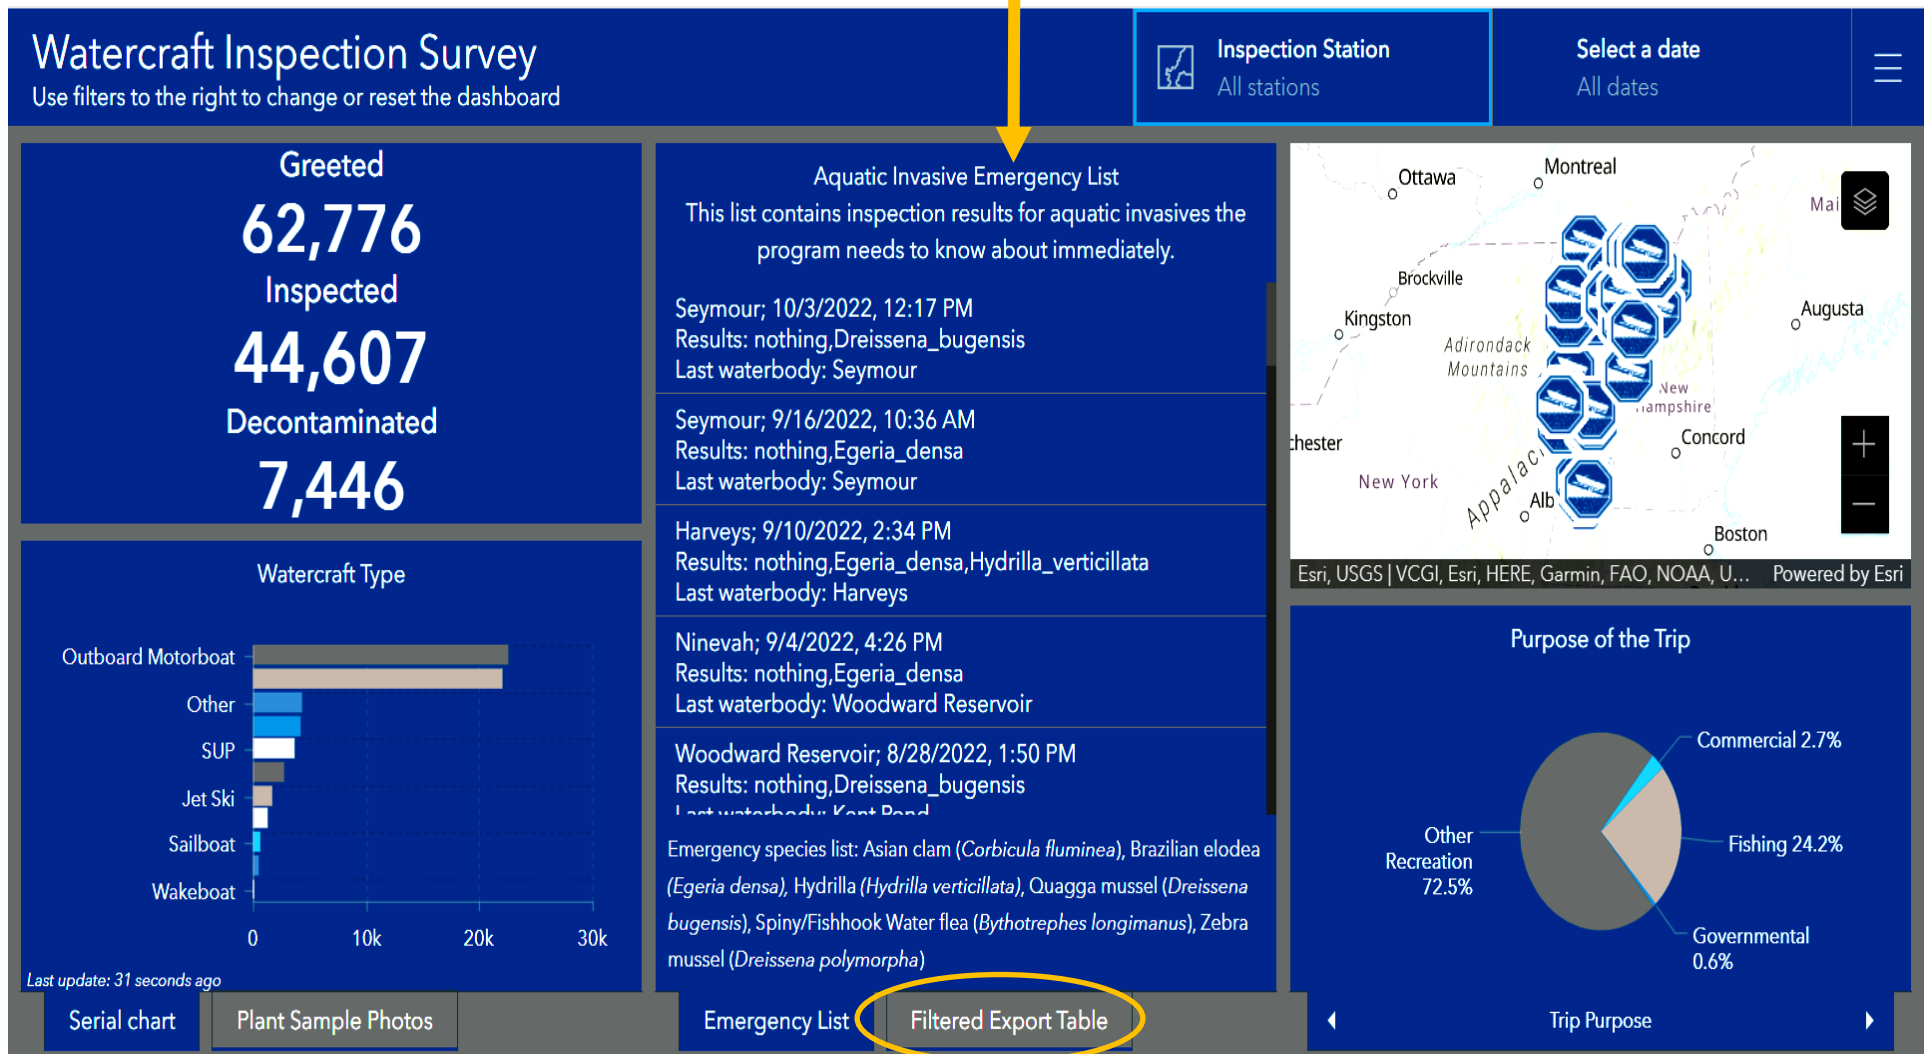 Watercraft Inspection Survey
Use filters to the right to change or reset the dashboard
Inspection Station
All stations
Select a date
All dates
Greeted
62,776
Inspected
44,607
Decontaminated
7,446
Watercraft Type
Outboard Motorboat
Other
SUP
Jet Ski
Sailboat
Wakeboat
0 10k 20k 30k
Last update: 31 seconds ago
Serial chart
Plant Sample Photos
Aquatic Invasive Emergency List
This list contains inspection results for aquatic invasives the
program needs to know about immediately.
Seymour; 10/3/2022, 12:17 PM
Results: nothing,Dreissena_bugensis
Last waterbody: Seymour
Seymour; 9/16/2022, 10:36 AM
Results: nothing,Egeria_densa
Last waterbody: Seymour
Harveys; 9/10/2022, 2:34 PM
Results: nothing,Egeria_densa,Hydrilla_verticillata
Last waterbody: Harveys
Ninevah; 9/4/2022, 4:26 PM
Results: nothing,Egeria_densa
Last waterbody: Woodward Reservoir
Woodward Reservoir; 8/28/2022, 1:50 PM
Results: nothing,Dreissena_bugensis
Last waterbody: Kent Pond
Emergency species list: Asian clam (Corbicula fluminea), Brazilian elodea
(Egeria densa), Hydrilla (Hydrilla verticillata), Quagga mussel (Dreissena
bugensis), Spiny/Fishhook Water flea (Bythotrephes longimanus), Zebra
mussel (Dreissena polymorpha)
Emergency List
Filtered Export Table
Ottawa
Montreal
Mai
Brockville
Kingston
Augusta
Adirondack
Mountains
New
Hampshire
chester
Concord
New York
Appalac
Alb
Boston
Esri, USGS | VCGI, Esri, HERE, Garmin, FAO, NOAA, U... Powered by Esri
Purpose of the Trip
Commercial 2.7%
Fishing 24.2%
Other
Recreation
72.5%
Governmental
0.6%
Trip Purpose